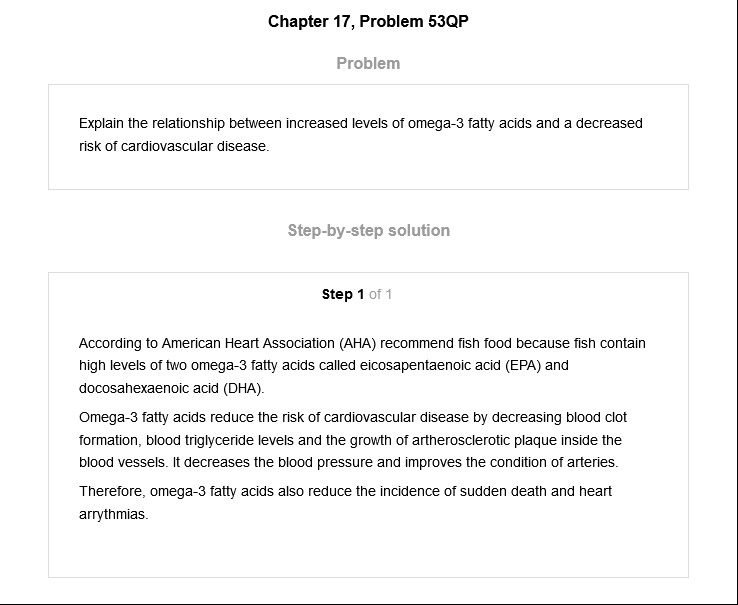 Chapter 17, Problem 53QP
Problem
Explain the relationship between increased levels of omega-3 fatty acids and a decreased
risk of cardiovascular disease.
Step-by-step solution
Step 1 of 1
According to American Heart Association (AHA) recommend fish food because fish contain
high levels of two omega-3 fatty acids called eicosapentaenoic acid (EPA) and
docosahexaenoic acid (DHA).
Omega-3 fatty acids reduce the risk of cardiovascular disease by decreasing blood clot
formation, blood triglyceride levels and the growth of artherosclerotic plaque inside the
blood vessels. It decreases the blood pressure and improves the condition of arteries.
Therefore, omega-3 fatty acids also reduce the incidence of sudden death and heart
arrythmias.